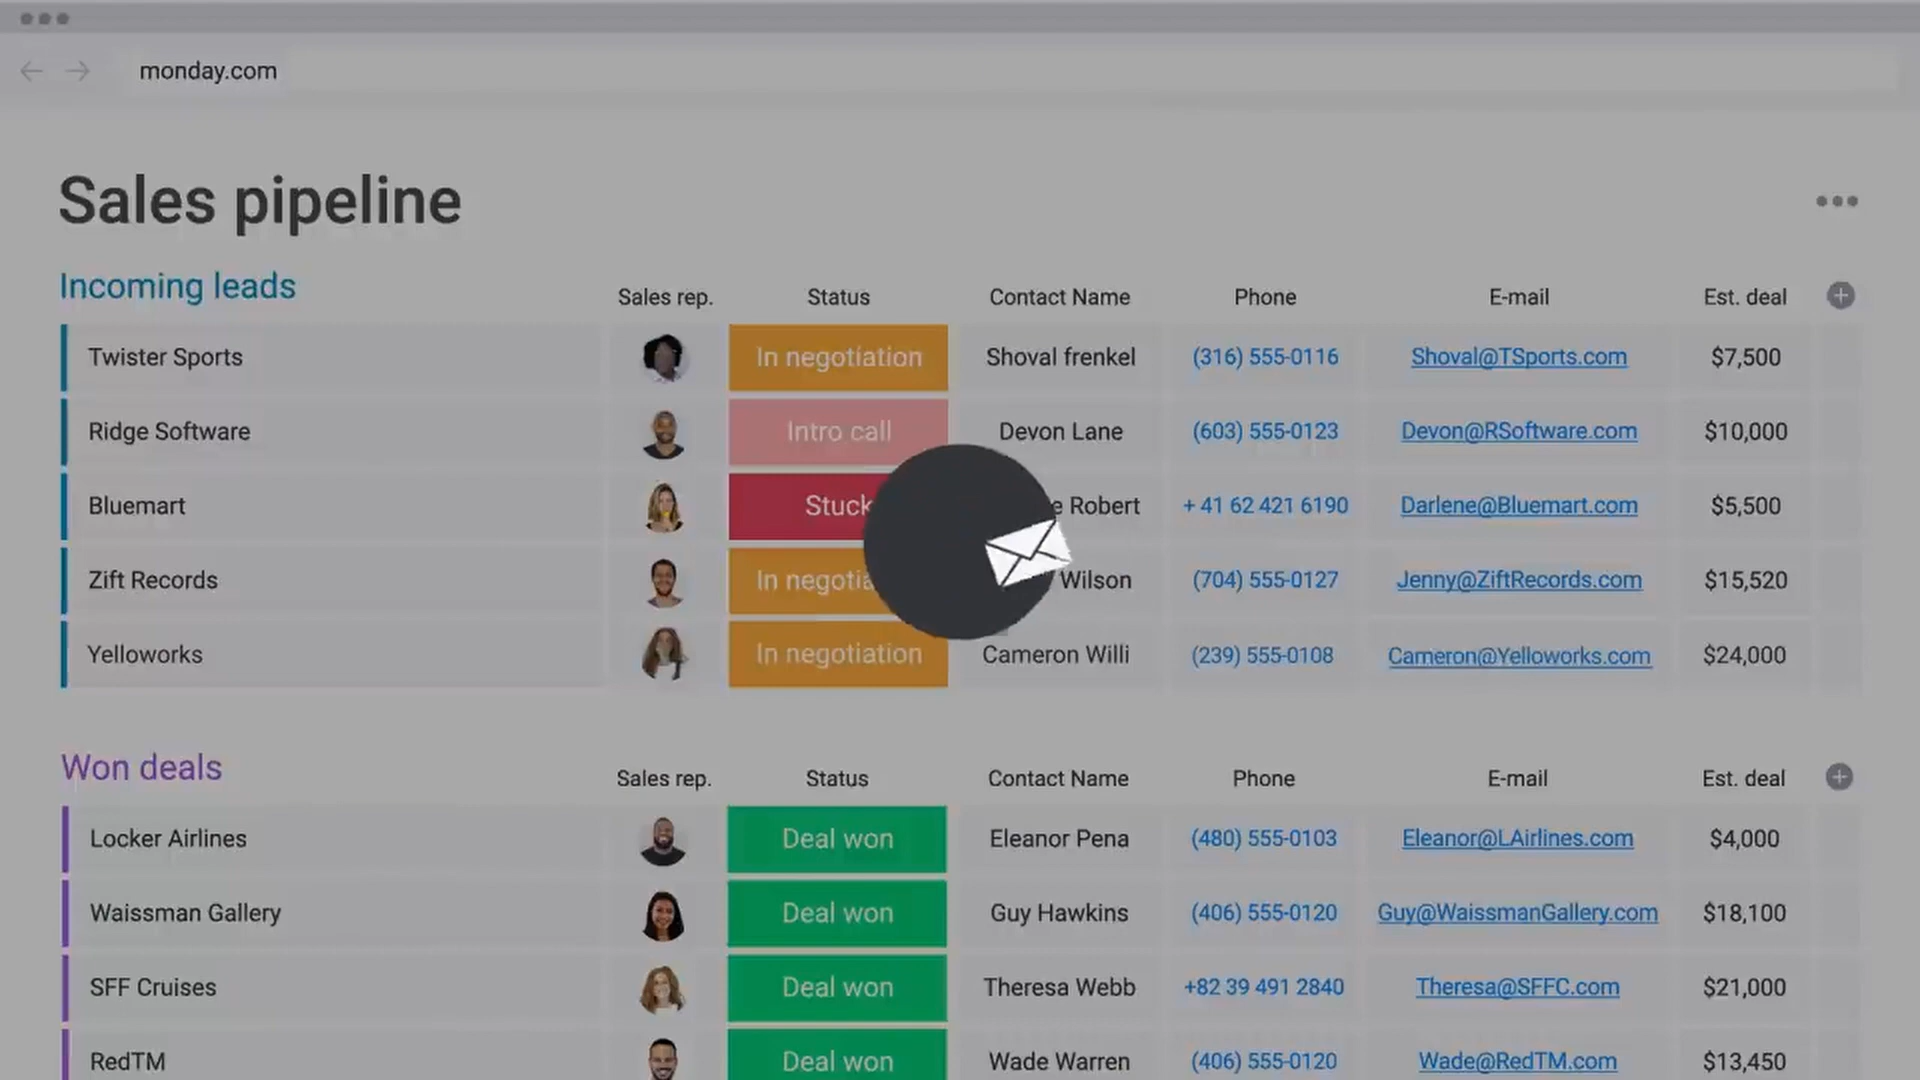 monday.com
Sales pipeline
Incoming leads Sales rep. Status Contact Name Phone E-mail Est. deal
Twister Sports In negotiation Shoval frenkel (316) 555-0116 Shoval@TSports.com $7,500
Ridge Software Intro call Devon Lane (603) 555-0123 Devon@RSoftware.com $10,000
Bluemart Stuck Robert + 41 62 421 6190 Darlene@Bluemart.com $5,500
Zift Records In Wilson (704) 555-0127 Jenny@ZiftRecords.com $15,520
Yelloworks In negotiation Cameron Willi (239) 555-0108 Cameron@Yelloworks.com $24,000
Won deals Sales rep. Status Contact Name Phone E-mail Est. deal
Locker Airlines Deal won Eleanor Pena (480) 555-0103 Eleanor@LAirlines.com $4,000
Waissman Gallery Deal won Guy Hawkins (406) 555-0120 Guy@WaissmanGallery.com $18,100
SFF Cruises Deal won Theresa Webb +82 39 491 2840 Theresa@SFFC.com $21,000
RedTM Deal won Wade Warren (406) 555-0120 Wade@RedTM.com $13,450